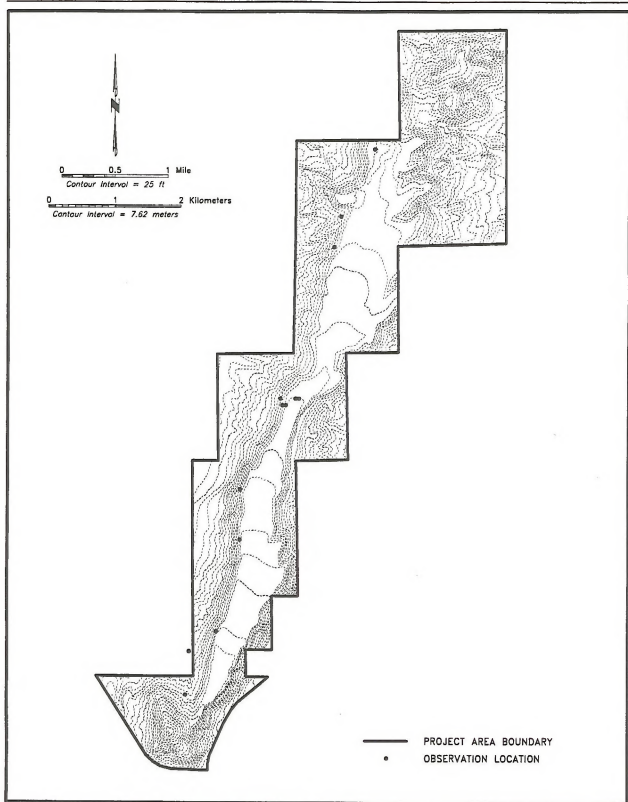 N
0 0.5 1 Mile
Contour Interval = 25 ft
0 1 2 Kilometers
Contour Interval = 7.62 meters
PROJECT AREA BOUNDARY
OBSERVATION LOCATION